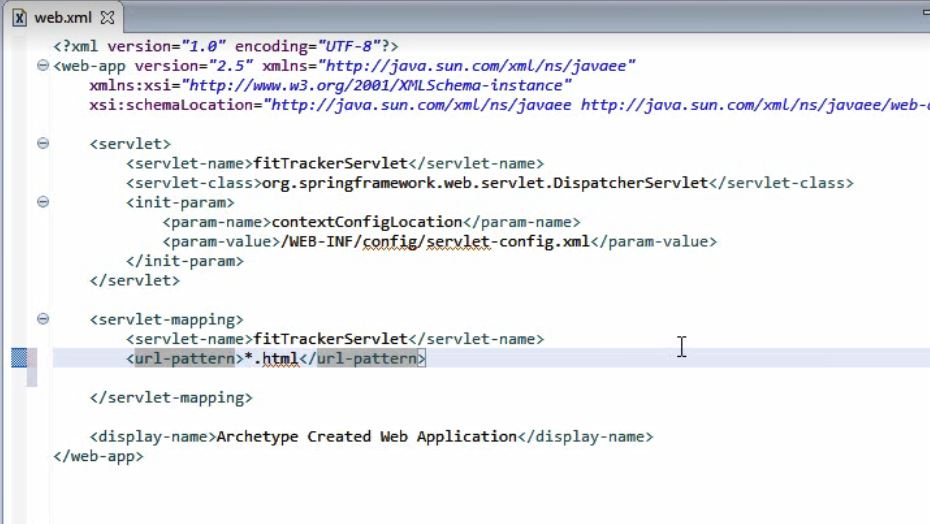 web.xml
<?xml version="1.0" encoding="UTF-8"?>
<web-app version="2.5" xmlns="http://java.sun.com/xml/ns/javaee"
xmlns:xsi="http://www.w3.org/2001/XMLSchema-instance"
xsi:schemaLocation="http://java.sun.com/xml/ns/javaee http://java.sun.com/xml/ns/javaee/web-
<servlet>
<servlet-name>fitTrackerServlet</servlet-name>
<servlet-class>org.springframework.web.servlet.DispatcherServlet</servlet-class>
<init-param>
<param-name>contextConfigLocation</param-name>
<param-value>/WEB-INF/config/servlet-config.xml</param-value>
</init-param>
</servlet>
<servlet-mapping>
<servlet-name>fitTrackerServlet</servlet-name>
<url-pattern>*.html</url-pattern>
</servlet-mapping>
<display-name>Archetype Created Web Application</display-name>
</web-app>